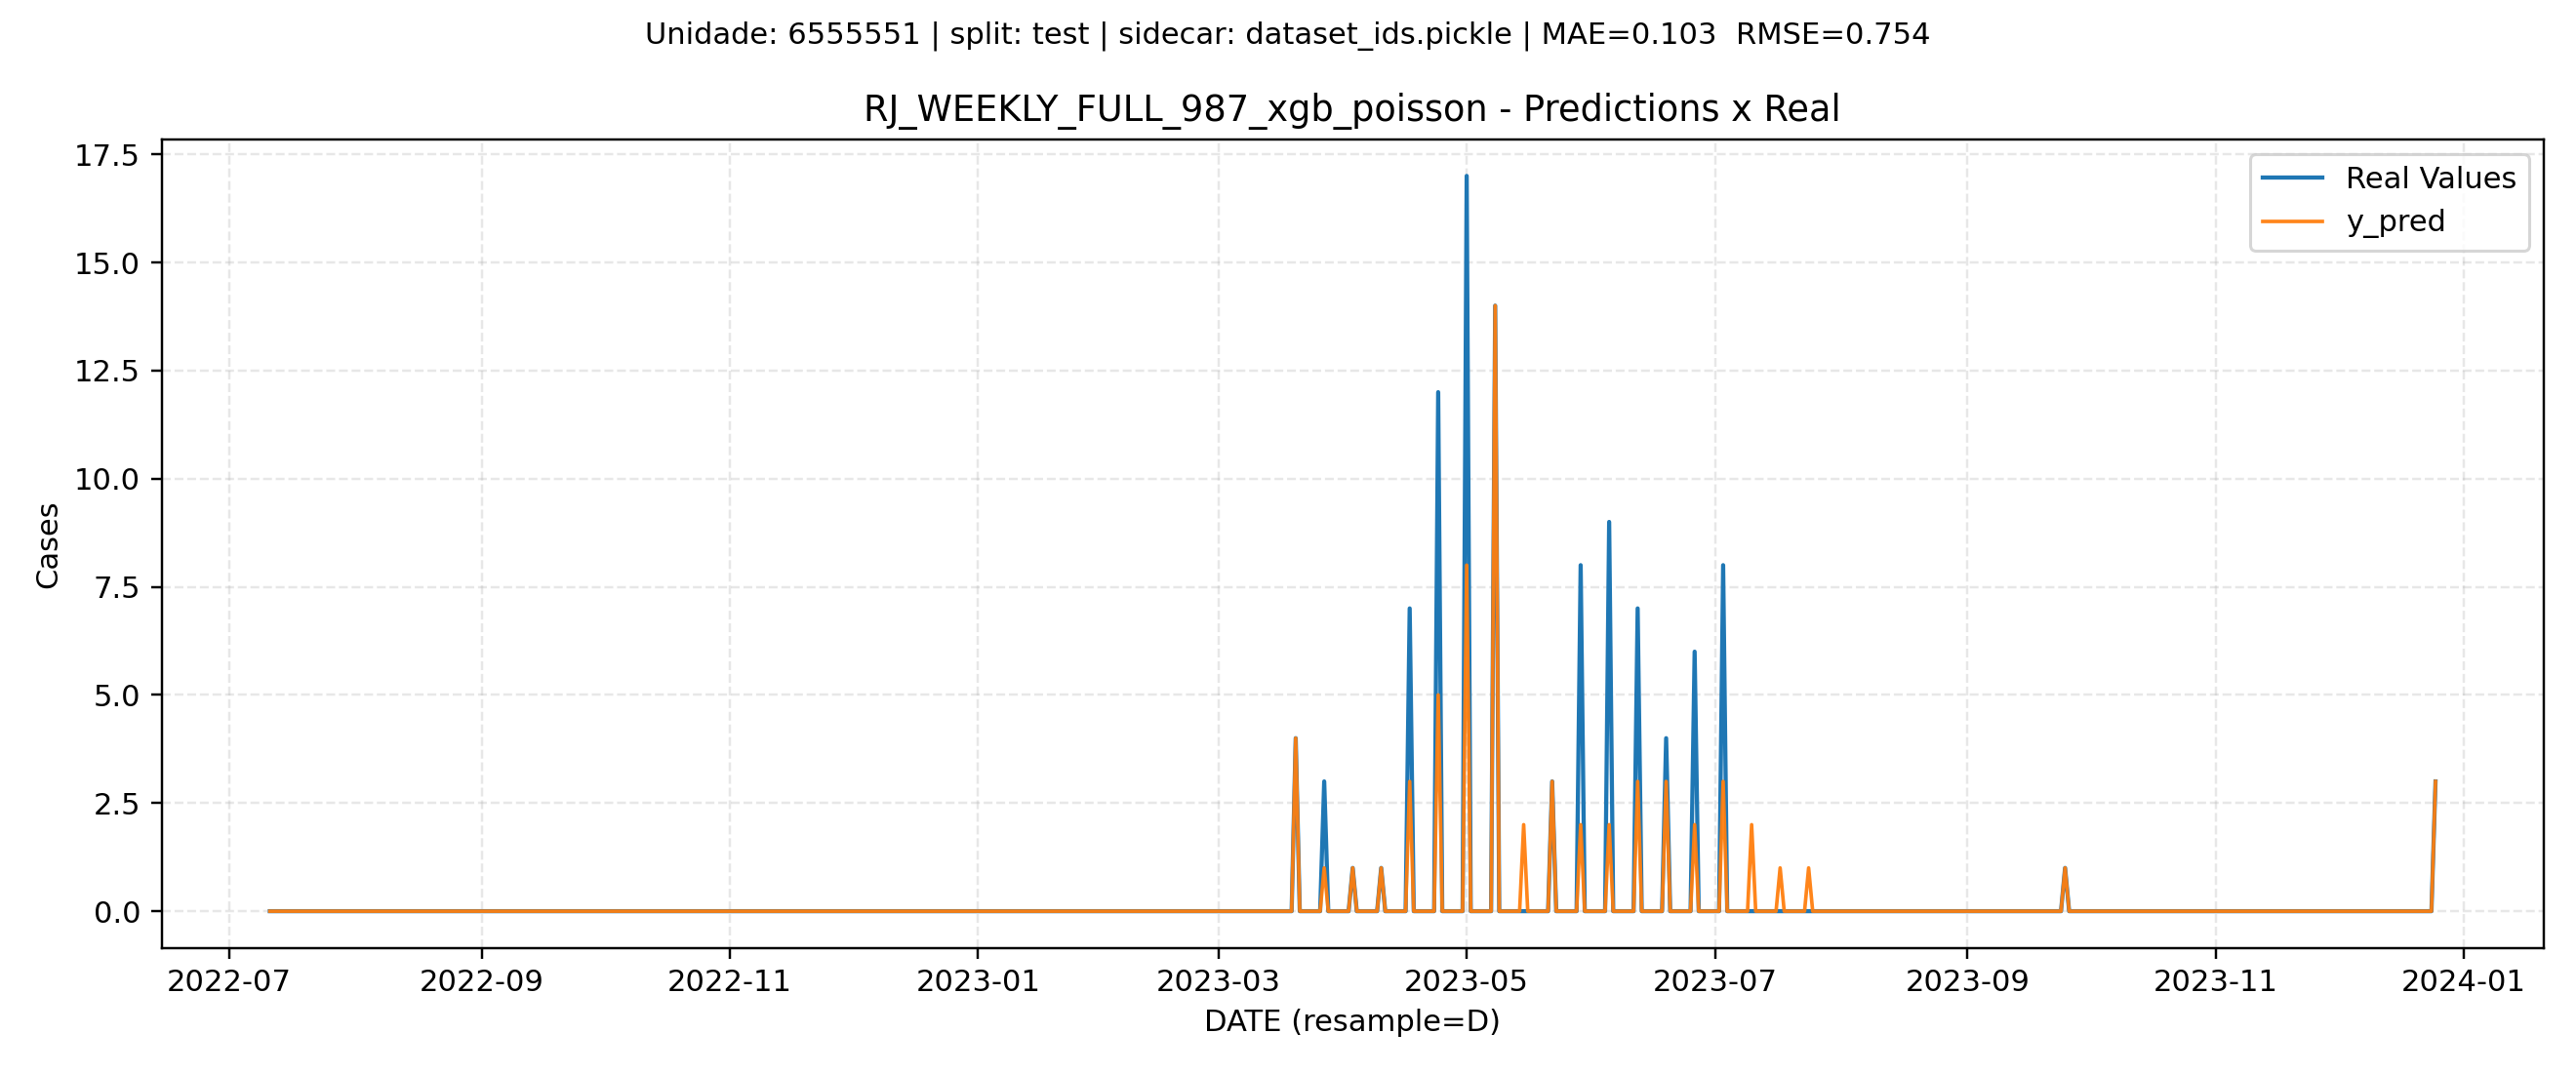 Unidade: 6555551 | split: test | sidecar: dataset_ids.pickle | MAE=0.103  RMSE=0.754
RJ_WEEKLY_FULL_987_xgb_poisson - Predictions x Real
17.5
15.0
12.5
10.0
7.5
5.0
2.5
0.0
Cases
Real Values
y_pred
2022-07 2022-09 2022-11 2023-01 2023-03 2023-05 2023-07 2023-09 2023-11 2024-01
DATE (resample=D)